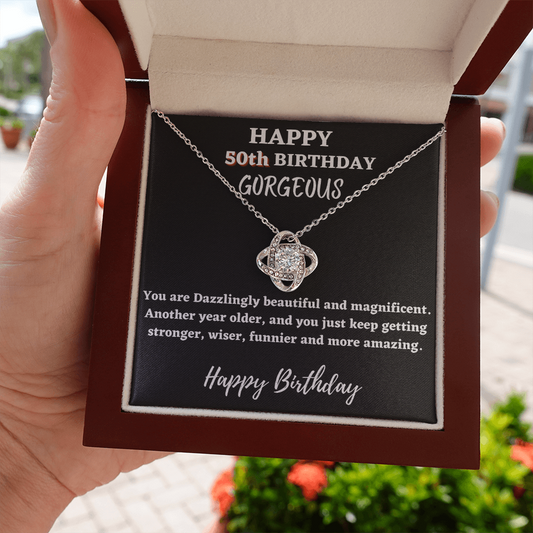 HAPPY
50th BIRTHDAY
GORGEOUS
You are Dazzlingly beautiful and magnificent.
Another year older, and you just keep getting
stronger, wiser, funnier and more amazing.
Happy Birthday